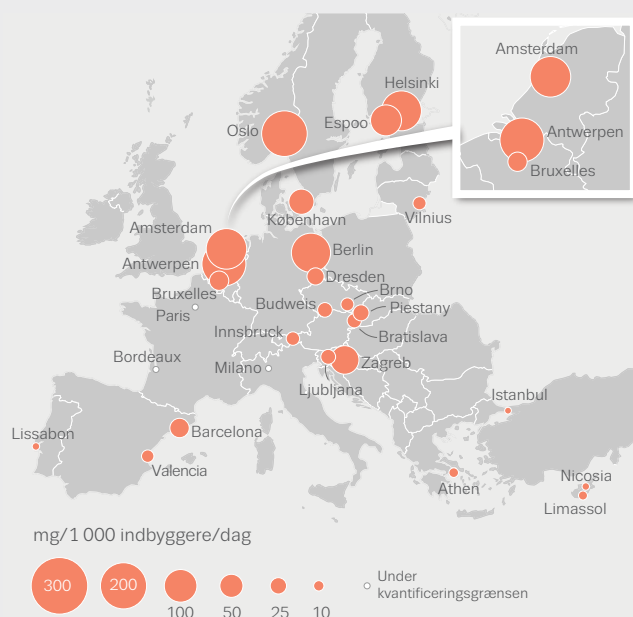 Amsterdam
Helsinki
Espoo
Oslo
Antwerpen
Bruxelles
København
Vilnius
Amsterdam
Berlin
Antwerpen
Dresden
Bruxelles
Brno
Budweis
Piestany
Paris
Innsbruck
Bratislava
Bordeaux
Milano
Zagreb
Ljubljana
Istanbul
Lissabon
Barcelona
Valencia
Nicosia
Athen
Limassol
mg/1 000 indbyggere/dag
300 200 100 50 25 10
Under
kvantificeringsgrænsen